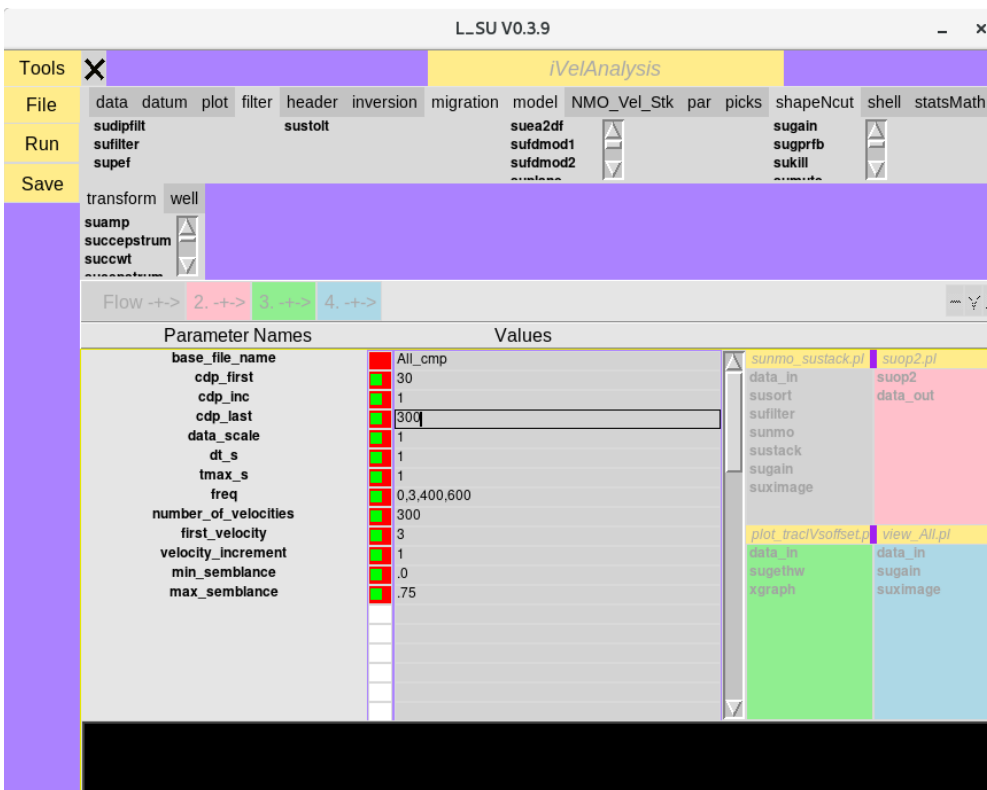 L_SU V0.3.9
Tools iVelAnalysis
File data datum plot filter header inversion migration model NMO_Vel_Stk par picks shapeNcut shell statsMath
Run
Save
sudipfilt sustolt suea2df sugain
sufilter sufdmod1 sugprfb
supef sufdmod2 sukill
transform well
suamp
succepstrum
succwt
Flow -+-> 2. -+-> 3. -+-> 4. -+->
Parameter Names Values
base_file_name All_cmp
cdp_first 30
cdp_inc 1
cdp_last 300
data_scale 1
dt_s 1
tmax_s 1
freq 0,3,400,600
number_of_velocities 300
first_velocity 3
velocity_increment 1
min_semblance .0
max_semblance .75
sunmo_sustack.pl
data_in
susort
sufilter
sunmo
sustack
sugain
suximage
suop2.pl
suop2
data_out
plot_traclVsoffset.p
data_in
sugethw
xgraph
view_All.pl
data_in
sugain
suximage